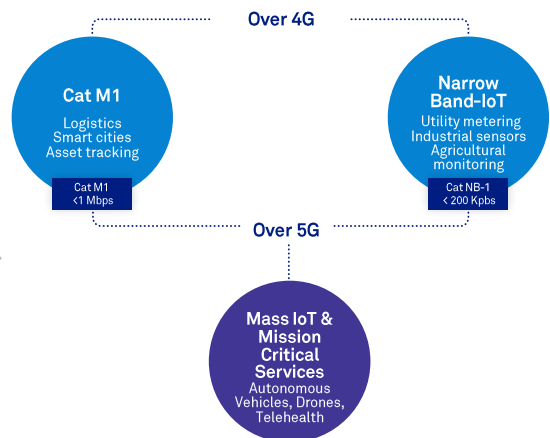 Over 4G
Cat M1
Logistics
Smart cities
Asset tracking
Cat M1
<1 Mbps
Narrow
Band-IoT
Utility metering
Industrial sensors
Agricultural
monitoring
Cat NB-1
< 200 Kpbs
Over 5G
Mass IoT &
Mission
Critical
Services
Autonomous
Vehicles, Drones,
Telehealth